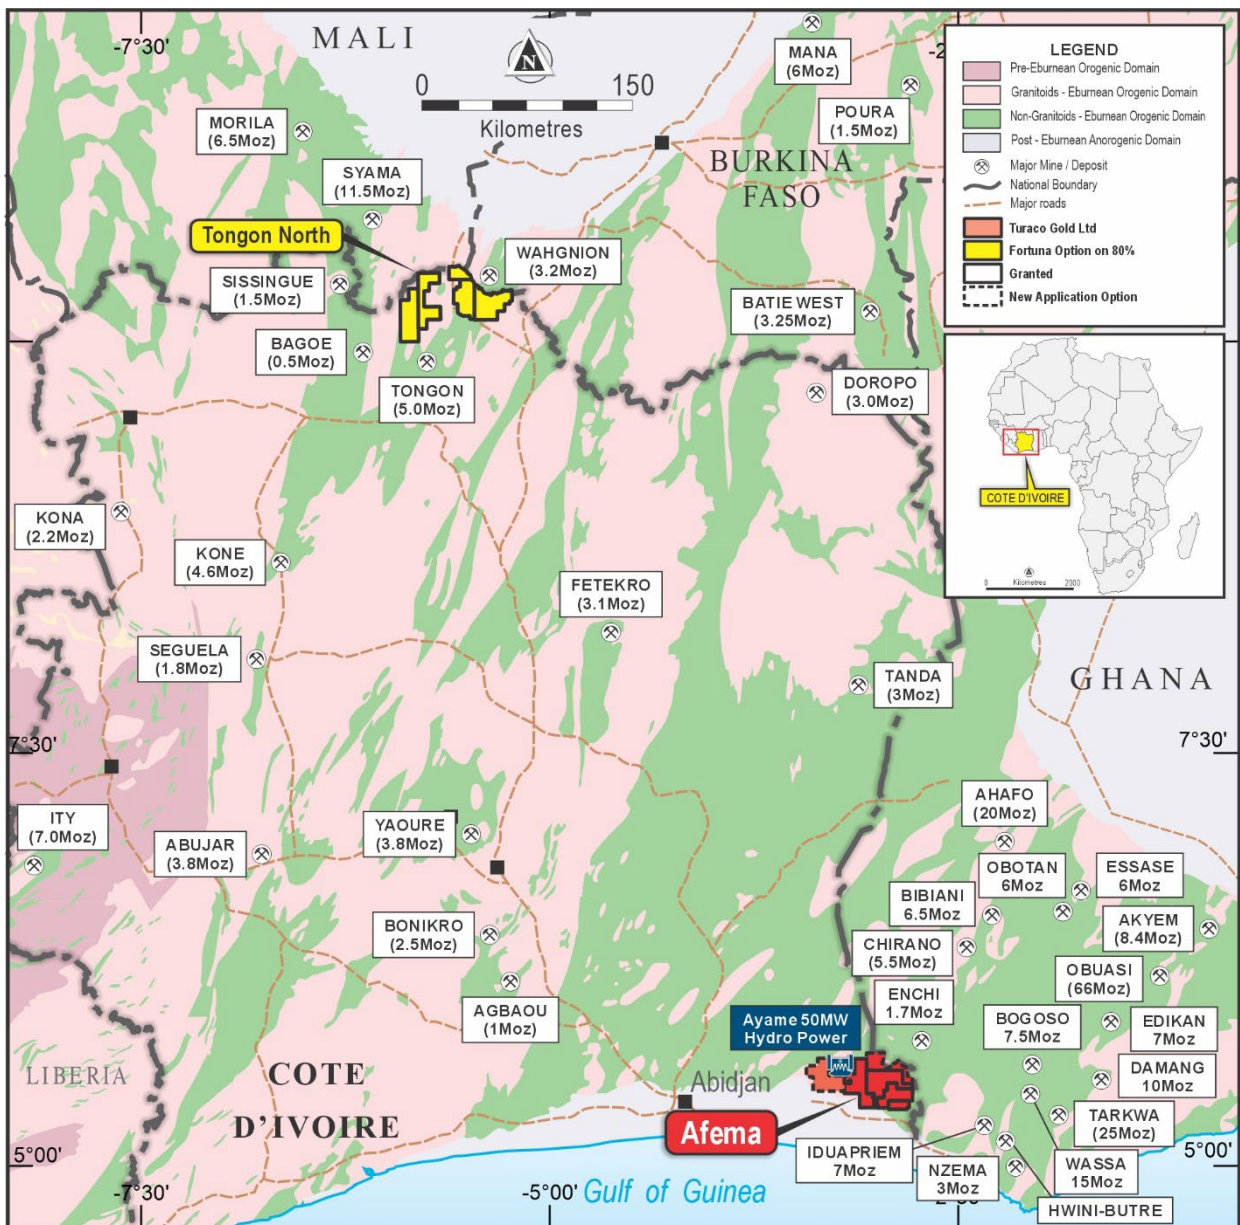 -7°30'
MALI
N
0
150
Kilometres
MANA
(6Moz)
POURA
(1.5Moz)
MORILA
(6.5Moz)
SYAMA
(11.5Moz)
BURKINA
FASO
Tongon North
WAHGNION
(3.2Moz)
SISSINGUE
(1.5Moz)
BATIE WEST
(3.25Moz)
BAGOE
(0.5Moz)
TONGON
(5.0Moz)
DOROPO
(3.0Moz)
LEGEND
Pre-Eburnean Orogenic Domain
Granitoids - Eburnean Orogenic Domain
Non-Granitoids - Eburnean Orogenic Domain
Post - Eburnean Anorogenic Domain
Major Mine / Deposit
National Boundary
Major roads
Turaco Gold Ltd
Fortuna Option on 80%
Granted
New Application Option
COTE D'IVOIRE
0 Kilometres 2000
KONA
(2.2Moz)
KONE
(4.6Moz)
FETEKRO
(3.1Moz)
SEGUELA
(1.8Moz)
TANDA
(3Moz)
GHANA
7°30'
7°30'
ITY
(7.0Moz)
ABUJAR
(3.8Moz)
YAOURE
(3.8Moz)
AHAFO
(20Moz)
OBOTAN
6Moz
ESSASE
6Moz
BIBIANI
6.5Moz
AKYEM
(8.4Moz)
BONIKRO
(2.5Moz)
CHIRANO
(5.5Moz)
OBUASI
(66Moz)
AGBAOU
(1Moz)
ENCHI
1.7Moz
BOGOSO
7.5Moz
EDIKAN
7Moz
Ayame 50MW
Hydro Power
DAMANG
10Moz
LIBERIA
COTE
D'IVOIRE
Abidjan
Afema
TARKWA
(25Moz)
IDUAPRIEM
7Moz
NZEMA
3Moz
WASSA
15Moz
HWINI-BUTRE
5°00'
5°00'
-7°30'
-5°00'
Gulf of Guinea